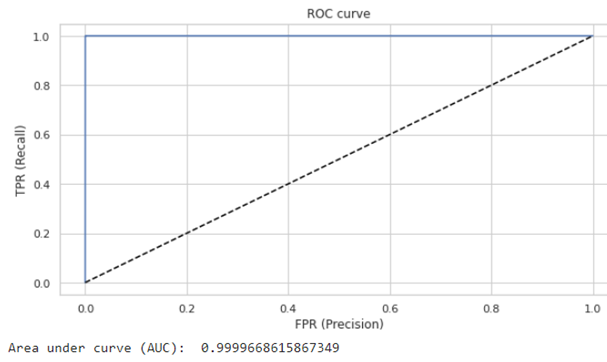 ROC curve
1.0
0.8
0.6
0.4
0.2
0.0
TPR (Recall)
0.0 0.2 0.4 0.6 0.8 1.0
FPR (Precision)
Area under curve (AUC):  0.9999668615867349